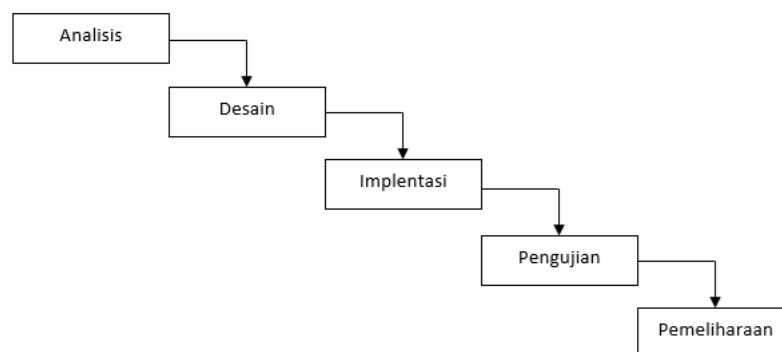 Analisis
Desain
Implentasi
Pengujian
Pemeliharaan